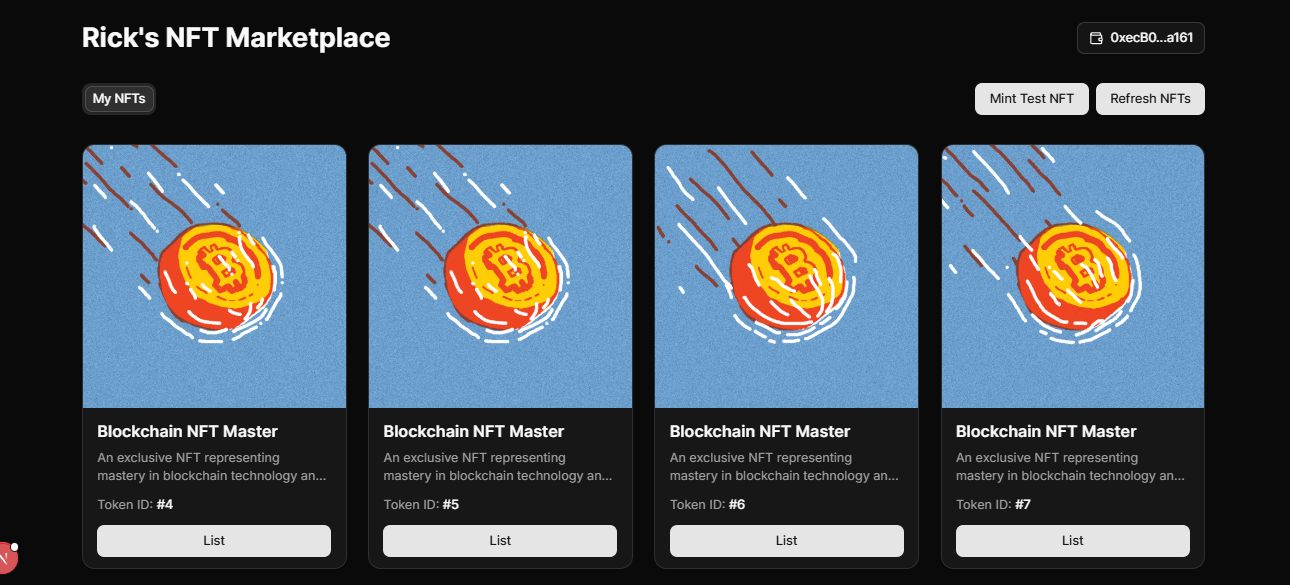 Rick's NFT Marketplace
0xecB0...a161
My NFTs
Mint Test NFT
Refresh NFTs
Blockchain NFT Master
An exclusive NFT representing
mastery in blockchain technology an...
Token ID: #4
List
Blockchain NFT Master
An exclusive NFT representing
mastery in blockchain technology an...
Token ID: #5
List
Blockchain NFT Master
An exclusive NFT representing
mastery in blockchain technology an...
Token ID: #6
List
Blockchain NFT Master
An exclusive NFT representing
mastery in blockchain technology an...
Token ID: #7
List
N